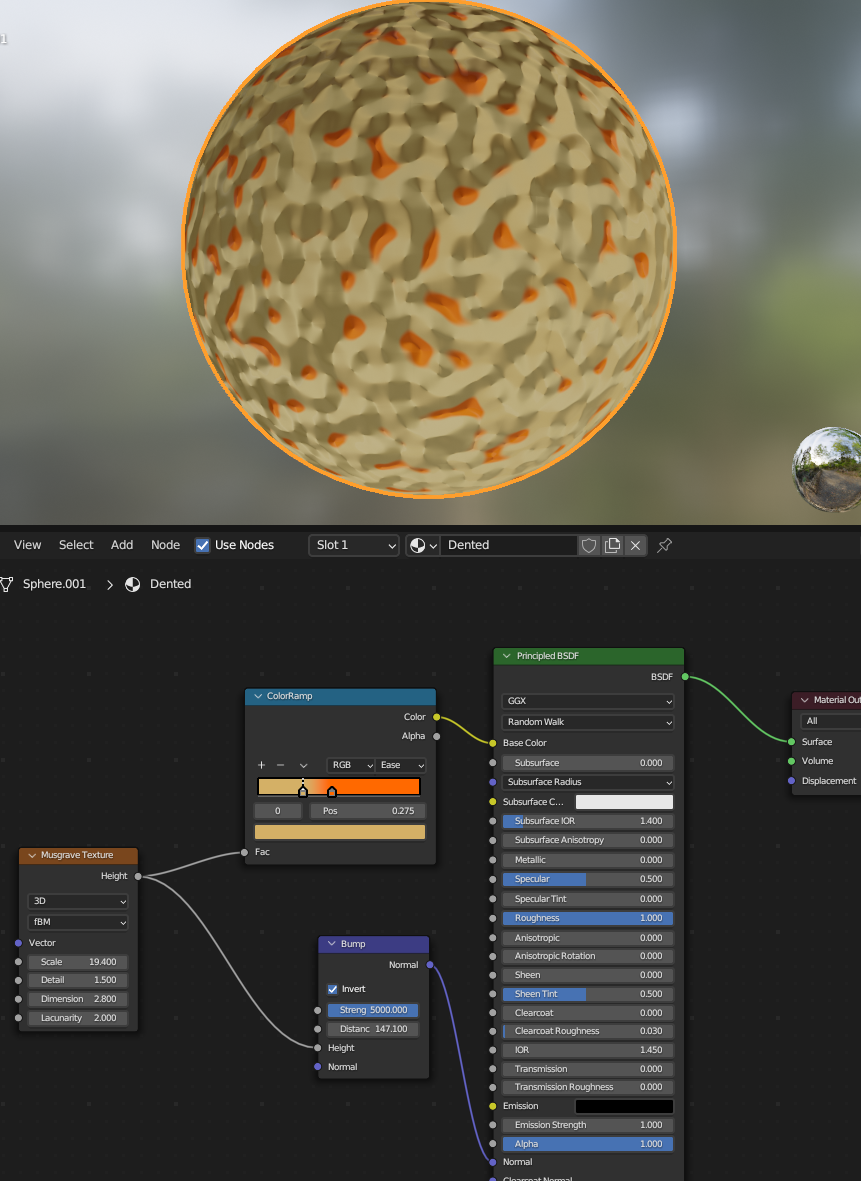 1
View Select Add Node Use Nodes Slot 1 Dented
Sphere.001 > Dented
ColorRamp
Color
Alpha
+ − RGB Ease
0 Pos 0.275
Fac
Musgrave Texture
Height
3D
fBM
Vector
Scale 19.400
Detail 1.500
Dimension 2.800
Lacunarity 2.000
Bump
Normal
Invert
Streng 5000.000
Distanc 147.100
Height
Normal
Principled BSDF
BSDF
GGX
Random Walk
Base Color
Subsurface 0.000
Subsurface Radius
Subsurface C...
Subsurface IOR 1.400
Subsurface Anisotropy 0.000
Metallic 0.000
Specular 0.500
Specular Tint 0.000
Roughness 1.000
Anisotropic 0.000
Anisotropic Rotation 0.000
Sheen 0.000
Sheen Tint 0.500
Clearcoat 0.000
Clearcoat Roughness 0.030
IOR 1.450
Transmission 0.000
Transmission Roughness 0.000
Emission
Emission Strength 1.000
Alpha 1.000
Normal
Clearcoat Normal
Material Out
All
Surface
Volume
Displacement